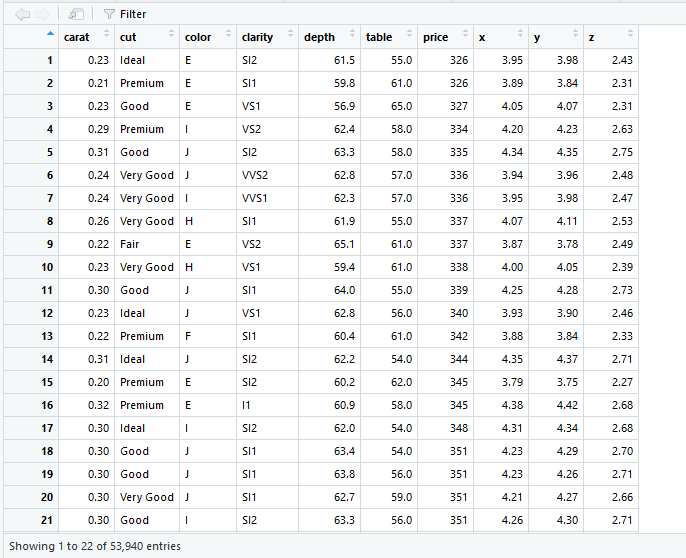 Filter
carat cut color clarity depth table price x y z
1 0.23 Ideal E SI2 61.5 55.0 326 3.95 3.98 2.43
2 0.21 Premium E SI1 59.8 61.0 326 3.89 3.84 2.31
3 0.23 Good E VS1 56.9 65.0 327 4.05 4.07 2.31
4 0.29 Premium I VS2 62.4 58.0 334 4.20 4.23 2.63
5 0.31 Good J SI2 63.3 58.0 335 4.34 4.35 2.75
6 0.24 Very Good J VVS2 62.8 57.0 336 3.94 3.96 2.48
7 0.24 Very Good I VVS1 62.3 57.0 336 3.95 3.98 2.47
8 0.26 Very Good H SI1 61.9 55.0 337 4.07 4.11 2.53
9 0.22 Fair E VS2 65.1 61.0 337 3.87 3.78 2.49
10 0.23 Very Good H VS1 59.4 61.0 338 4.00 4.05 2.39
11 0.30 Good J SI1 64.0 55.0 339 4.25 4.28 2.73
12 0.23 Ideal J VS1 62.8 56.0 340 3.93 3.90 2.46
13 0.22 Premium F SI1 60.4 61.0 342 3.88 3.84 2.33
14 0.31 Ideal J SI2 62.2 54.0 344 4.35 4.37 2.71
15 0.20 Premium E SI2 60.2 62.0 345 3.79 3.75 2.27
16 0.32 Premium E I1 60.9 58.0 345 4.38 4.42 2.68
17 0.30 Ideal I SI2 62.0 54.0 348 4.31 4.34 2.68
18 0.30 Good J SI1 63.4 54.0 351 4.23 4.29 2.70
19 0.30 Good J SI1 63.8 56.0 351 4.23 4.26 2.71
20 0.30 Very Good J SI1 62.7 59.0 351 4.21 4.27 2.66
21 0.30 Good I SI2 63.3 56.0 351 4.26 4.30 2.71
Showing 1 to 22 of 53,940 entries